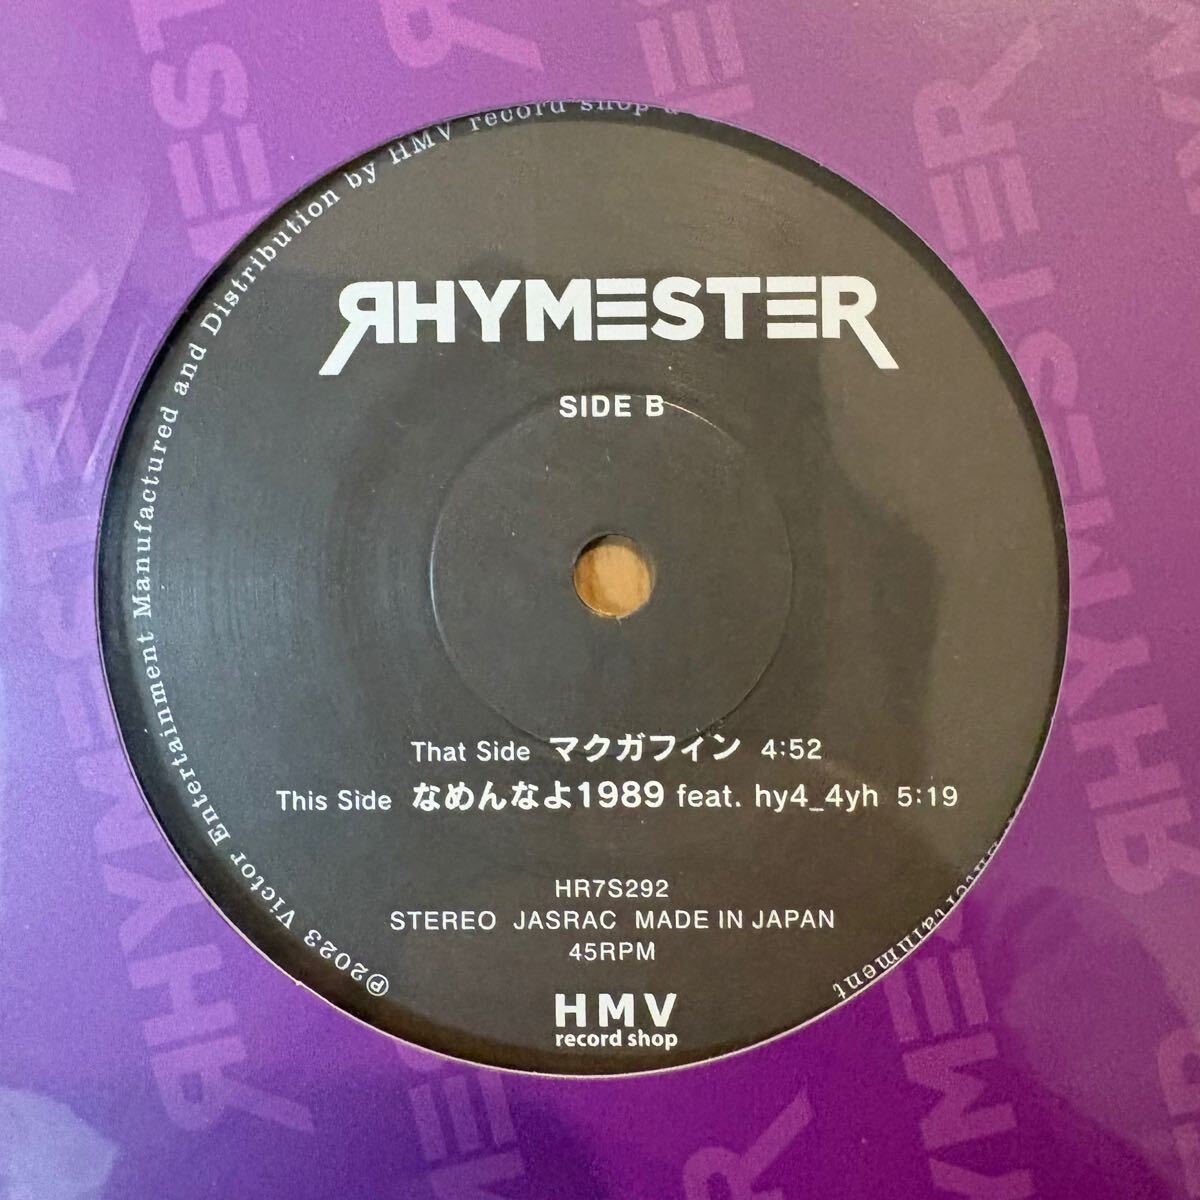 RHYMESTER
SIDE B
That Side マクガフィン 4:52
This Side なめんなよ1989 feat. hy4_4yh 5:19
HR7S292
STEREO JASRAC MADE IN JAPAN
45RPM
HMV
record shop
℗2023 Victor Entertainment Manufactured and Distribution by HMV record shop